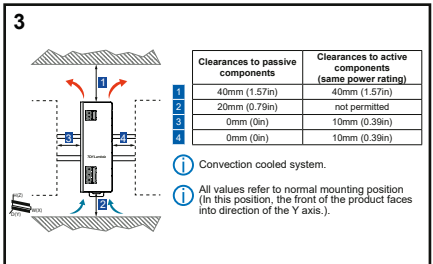 3
Clearances to passive components
Clearances to active components (same power rating)
1 40mm (1.57in) 40mm (1.57in)
2 20mm (0.79in) not permitted
3 0mm (0in) 10mm (0.39in)
4 0mm (0in) 10mm (0.39in)
1
3
4
TDK-Lambda
2
H(Z)
W(X)
D(Y)
i Convection cooled system.
i All values refer to normal mounting position
(In this position, the front of the product faces
into direction of the Y axis.).